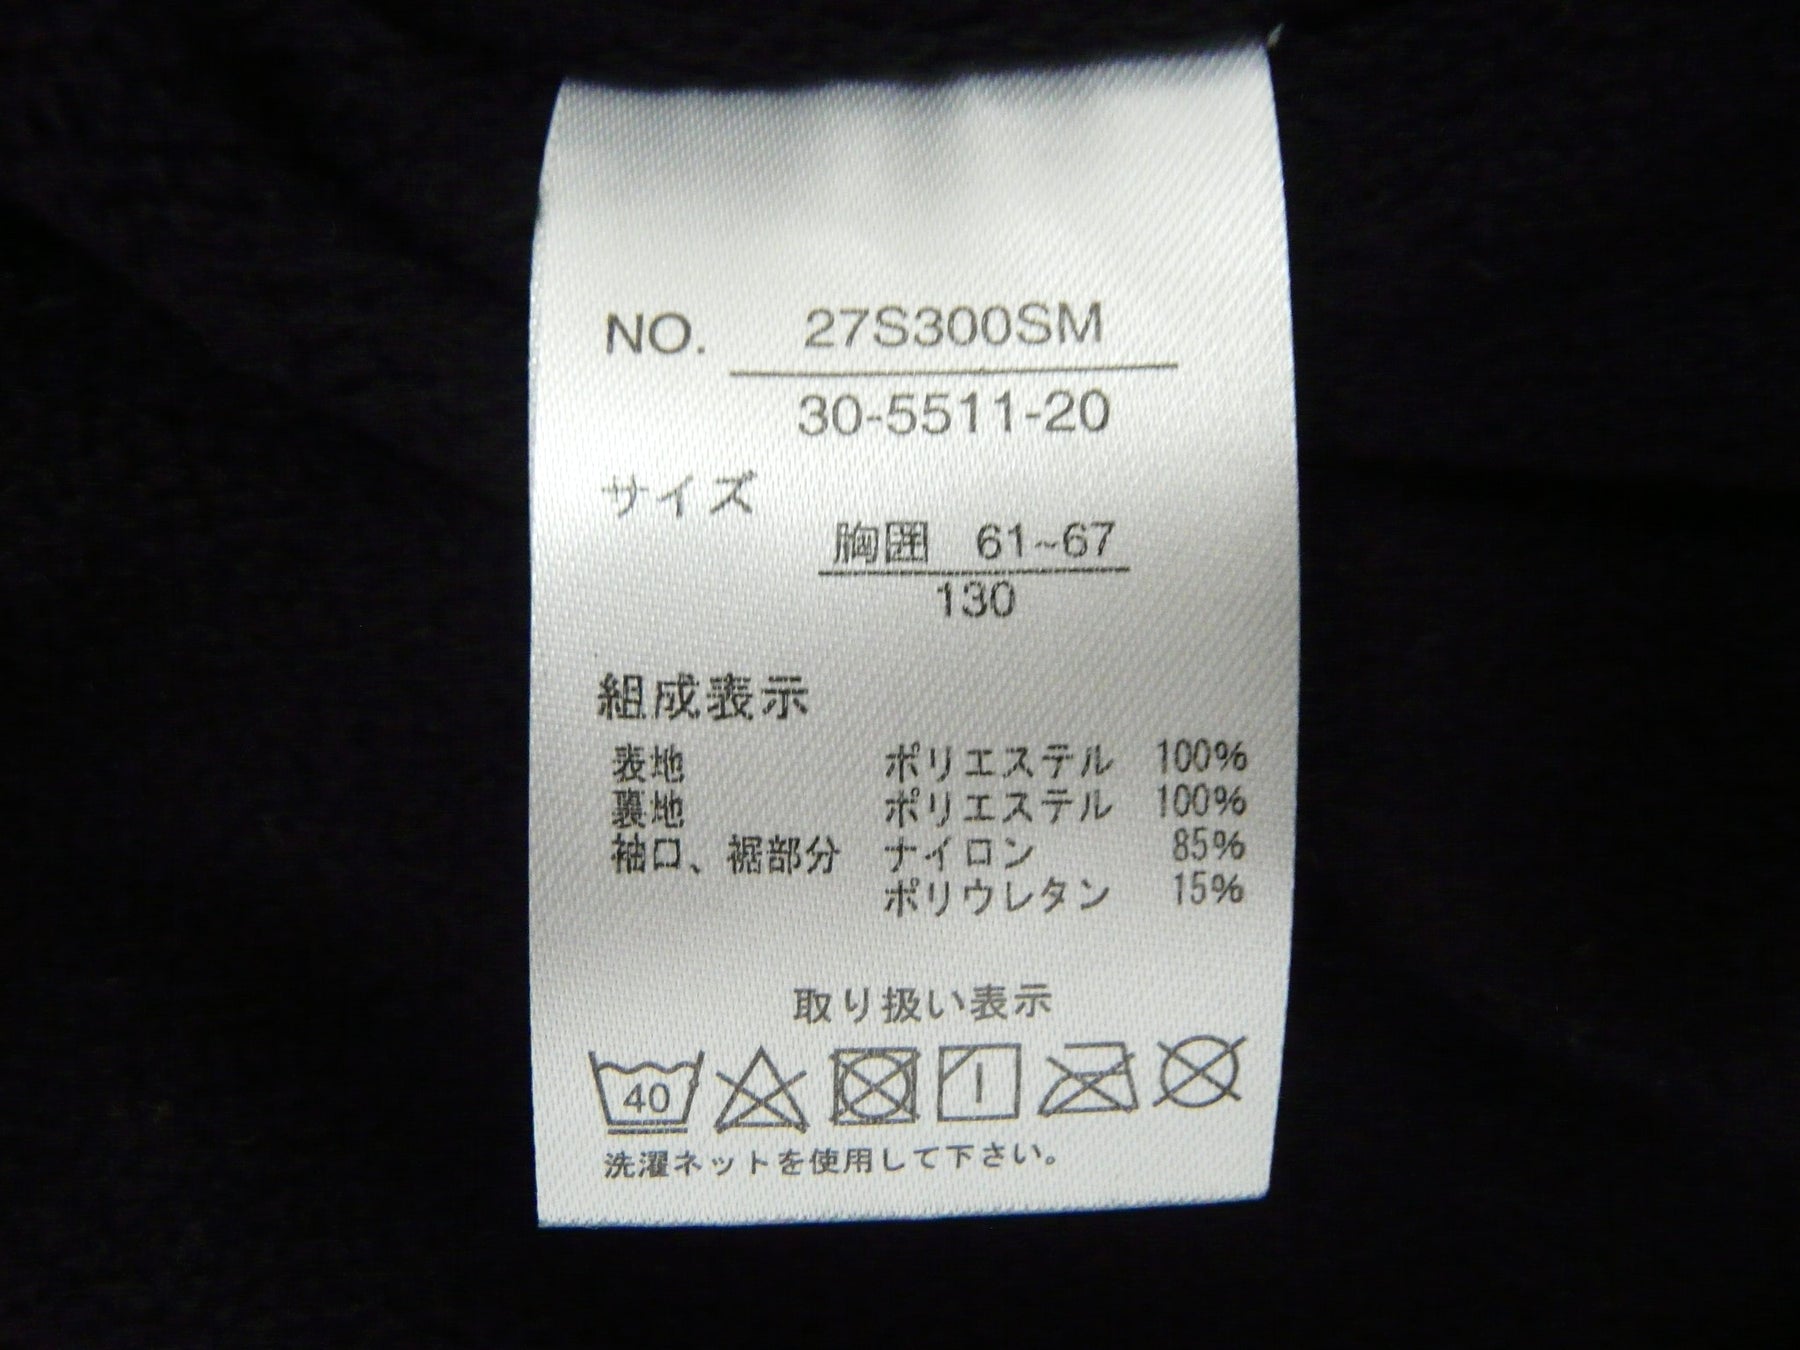 NO. 27S300SM
30-5511-20
サイズ
胸囲 61~67
130
組成表示
表地 ポリエステル 100%
裏地 ポリエステル 100%
袖口、裾部分 ナイロン 85%
ポリウレタン 15%
取り扱い表示
40
洗濯ネットを使用して下さい。